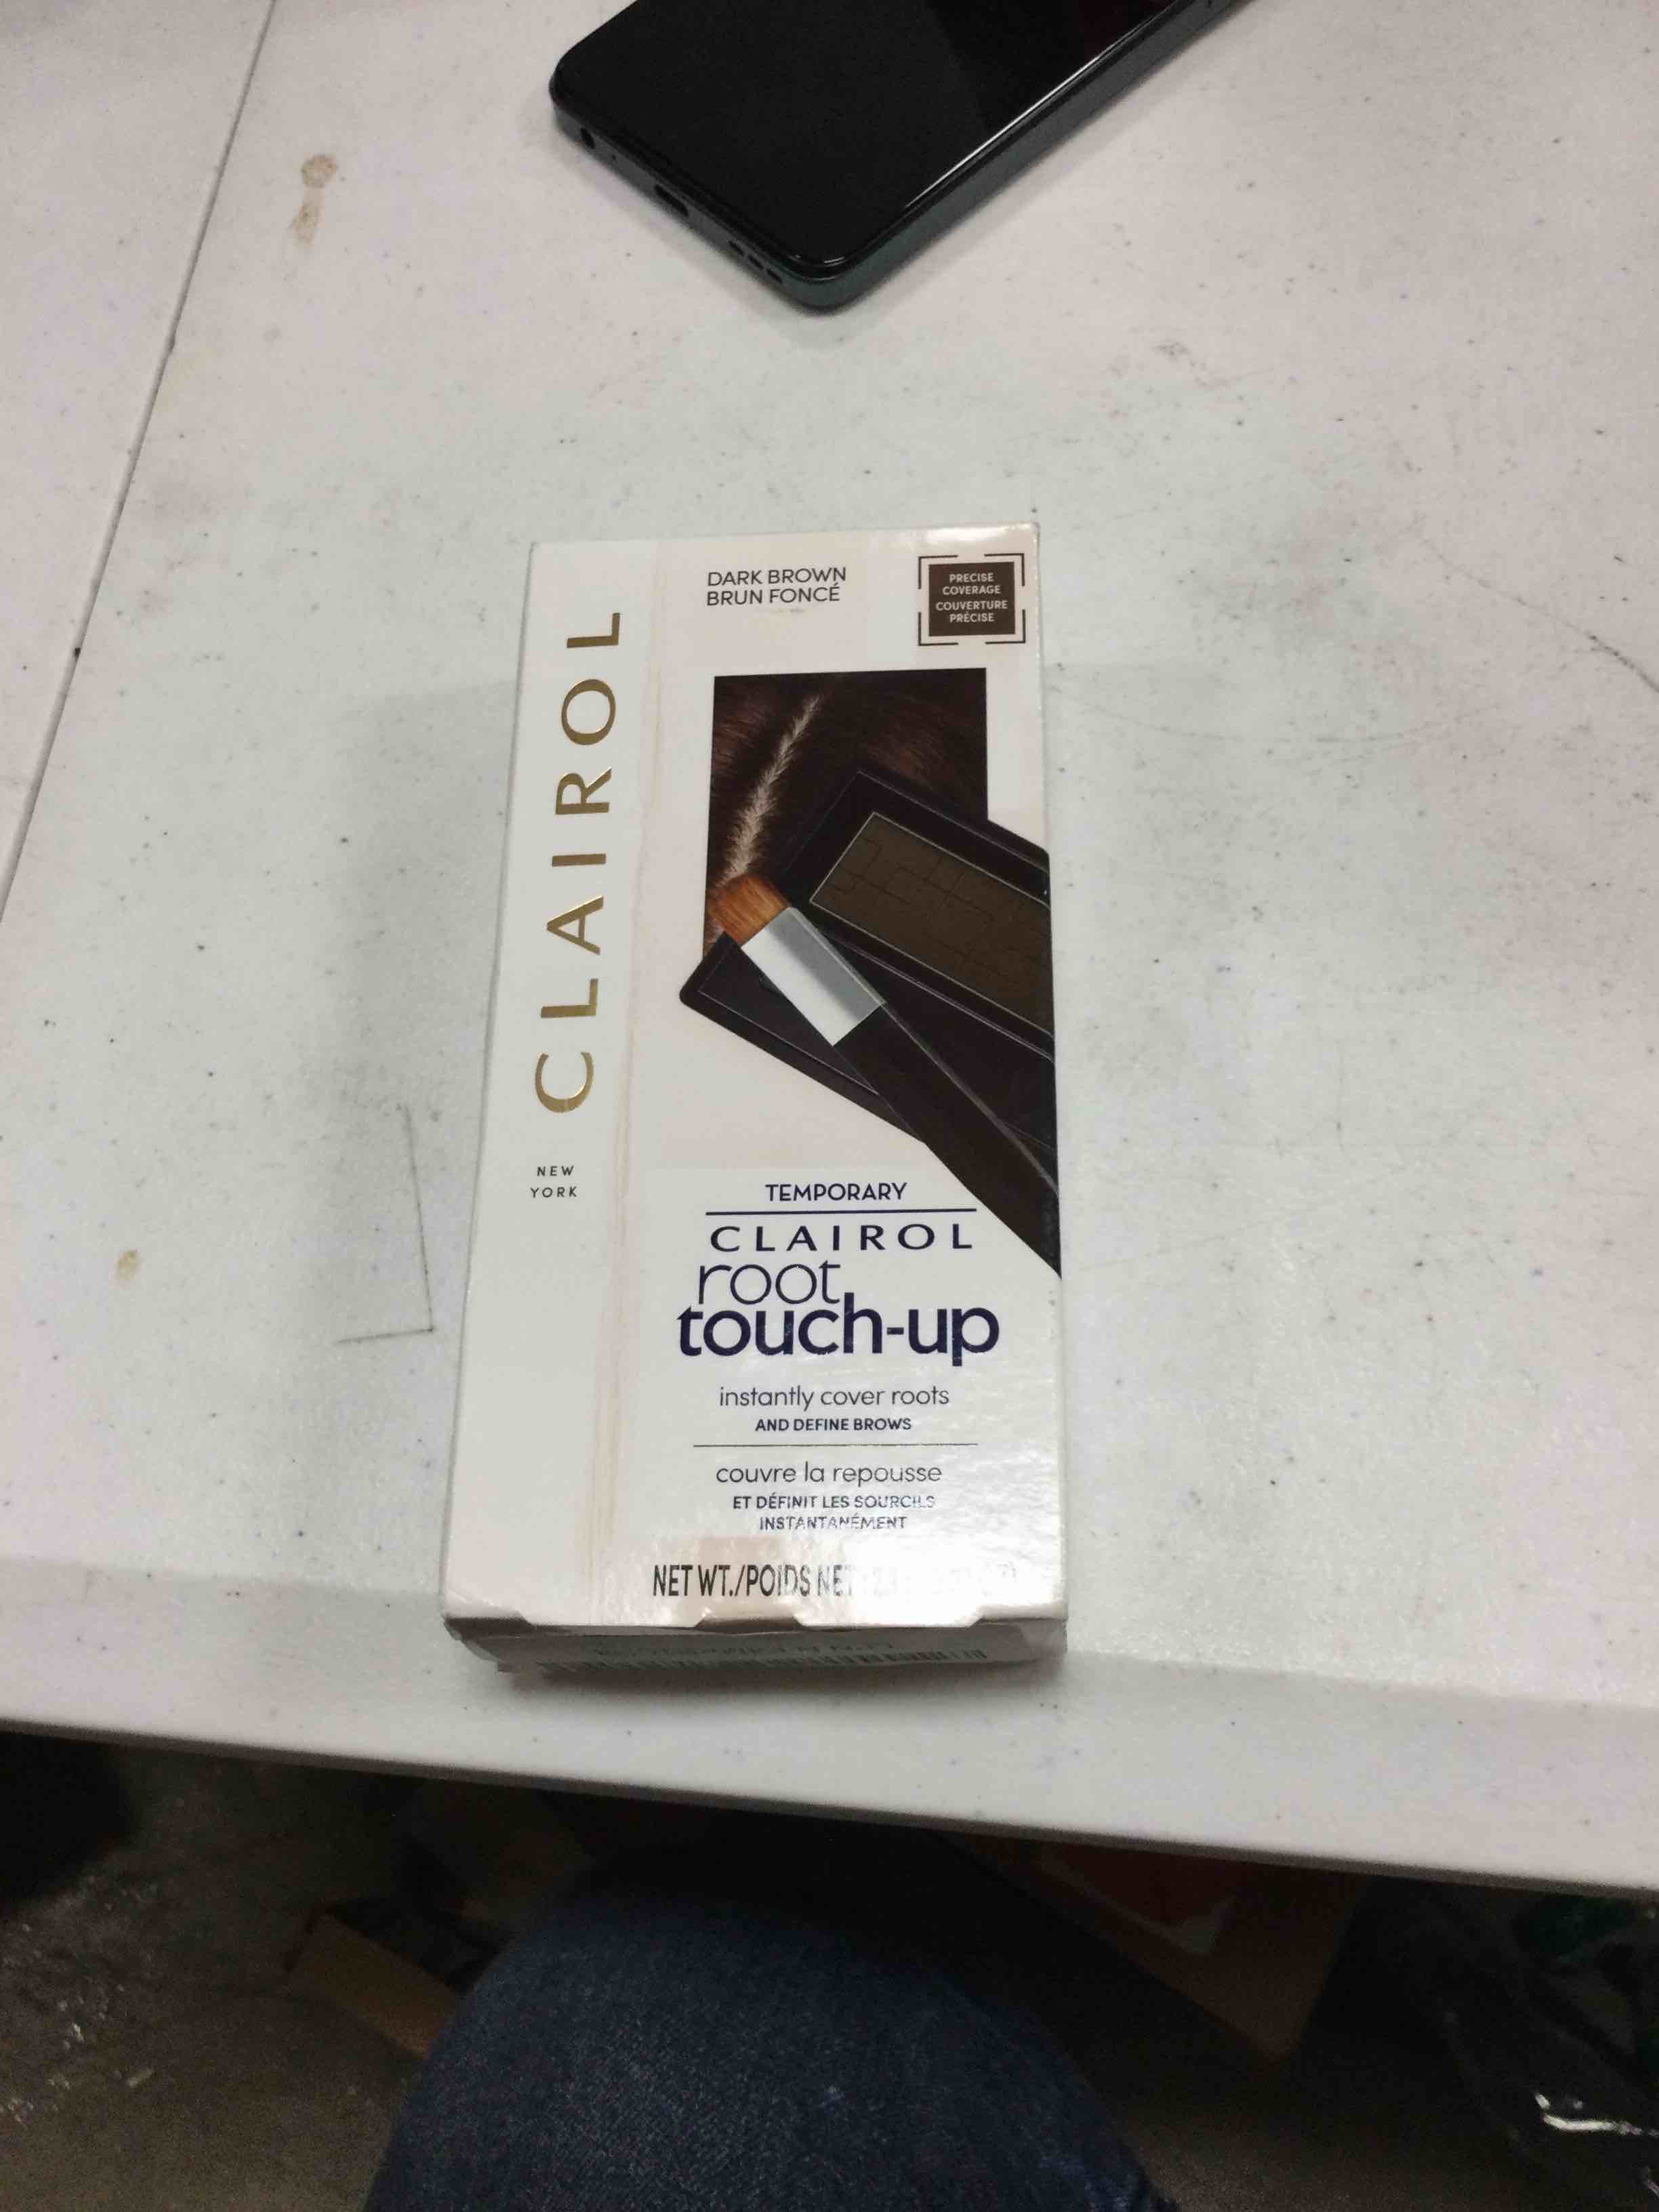 CLAIROL
NEW
YORK
DARK BROWN
BRUN FONCÉ
PRECISE
COVERAGE
COUVERTURE
PRÉCISE
TEMPORARY
CLAIROL
root
touch-up
instantly cover roots
AND DEFINE BROWS
couvre la repousse
ET DÉFINIT LES SOURCILS
INSTANTANÉMENT
NET WT./POIDS NET